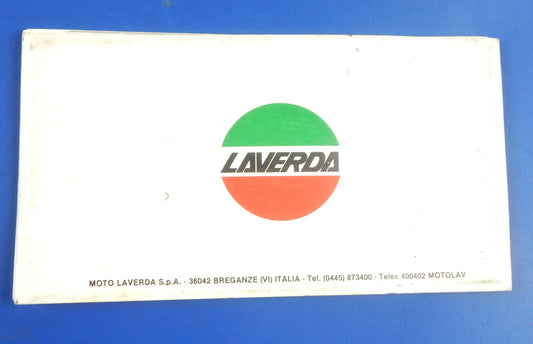 LAVERDA
MOTO LAVERDA S.p.A. - 36042 BREGANZE (VI) ITALIA - Tel. (0445) 873400 - Telex 400402 MOTOLAV